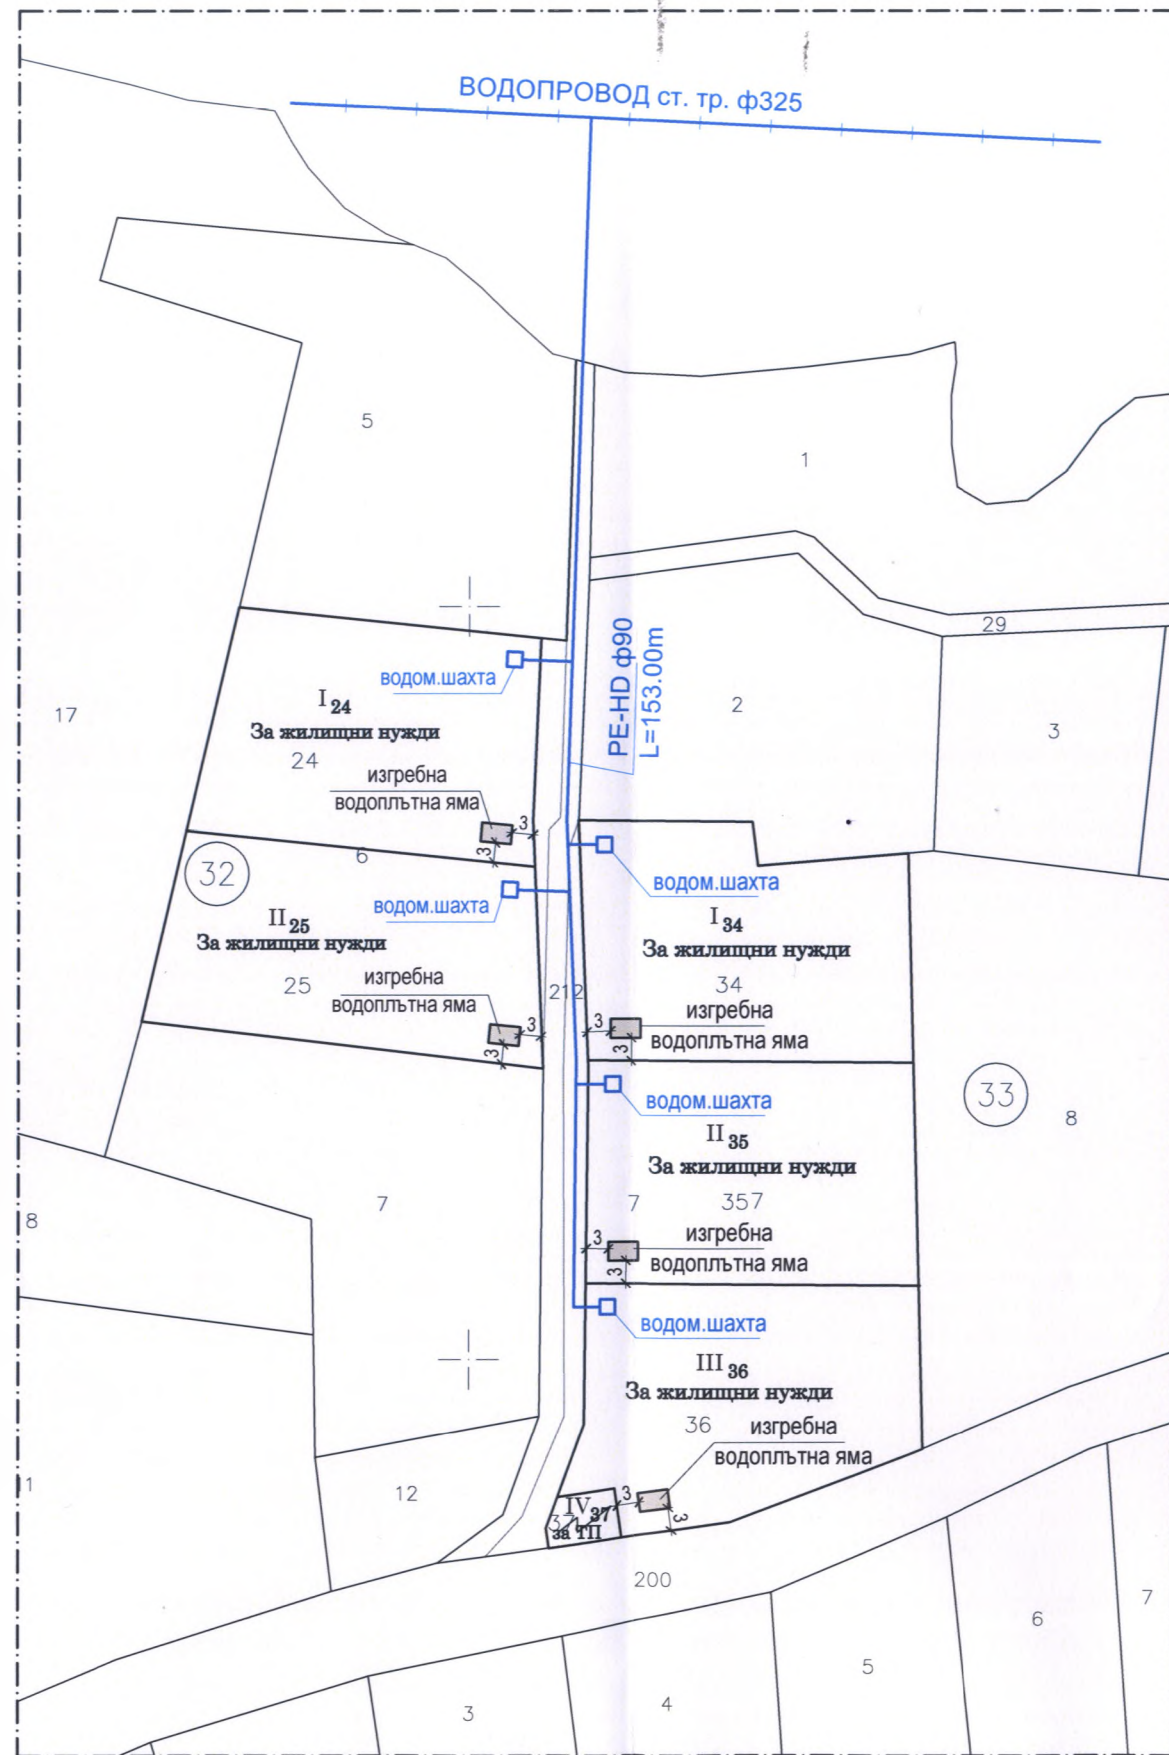 ВОДОПРОВОД ст. тр. ф325
5
1
29
PE-HD ф90
L=153.00m
2
3
17
водом.шахта
I 24
За жилищни нужди
24
изгребна
водоплътна яма
3
3
6
32
водом.шахта
водом.шахта
II 25
За жилищни нужди
25
изгребна
водоплътна яма
3
3
212
I 34
За жилищни нужди
34
изгребна
водоплътна яма
3
3
33
8
водом.шахта
II 35
За жилищни нужди
7
357
изгребна
водоплътна яма
3
3
7
8
водом.шахта
III 36
За жилищни нужди
36
изгребна
водоплътна яма
3
3
12
IV 37
37
за ТП
200
3
4
5
6
7